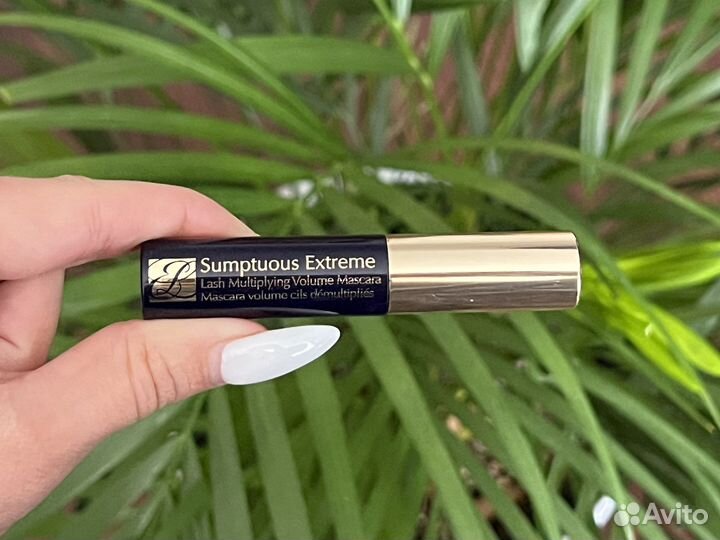 Sumptuous Extreme
Lash Multiplying Volume Mascara
Mascara volume cils démultipliés
Avito